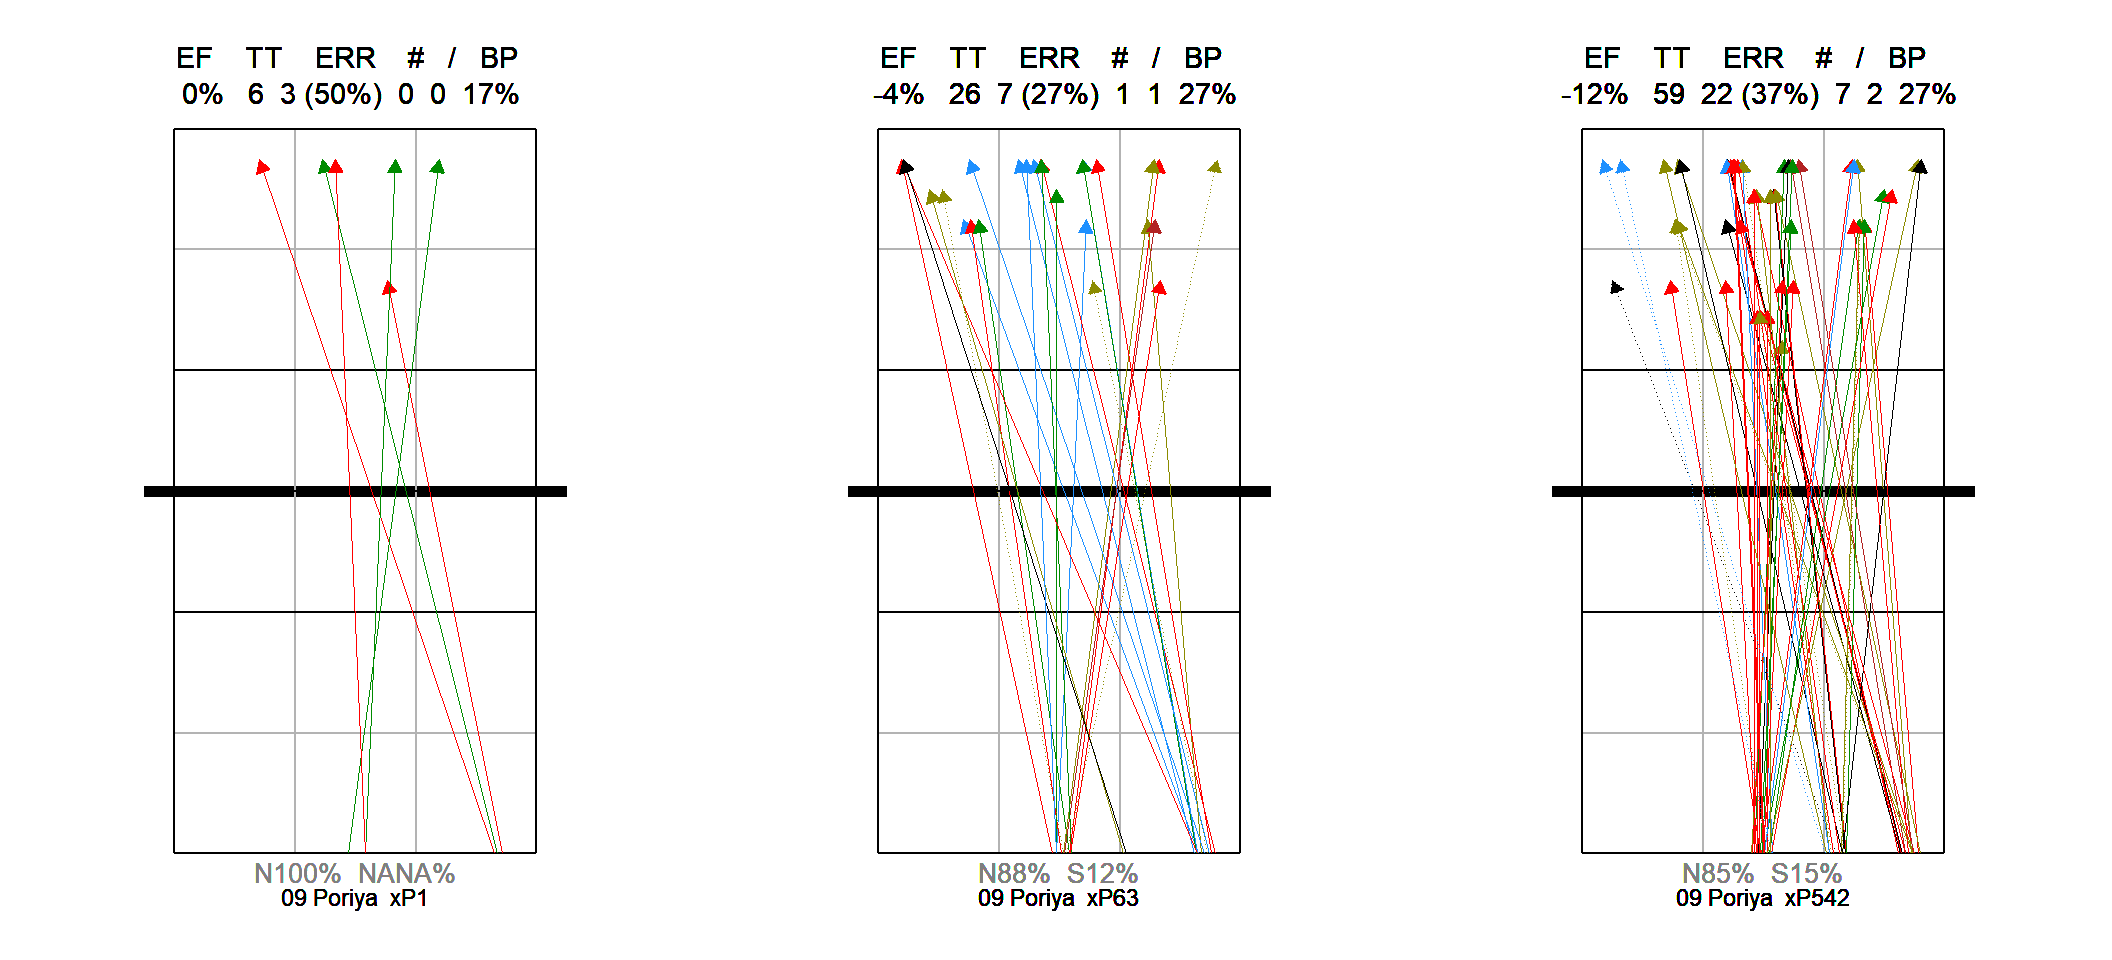 EF TT ERR # / BP
0% 6 3 (50%) 0 0 17%
N100% NANA%
09 Poriya xP1
EF TT ERR # / BP
-4% 26 7 (27%) 1 1 27%
N88% S12%
09 Poriya xP63
EF TT ERR # / BP
-12% 59 22 (37%) 7 2 27%
N85% S15%
09 Poriya xP542